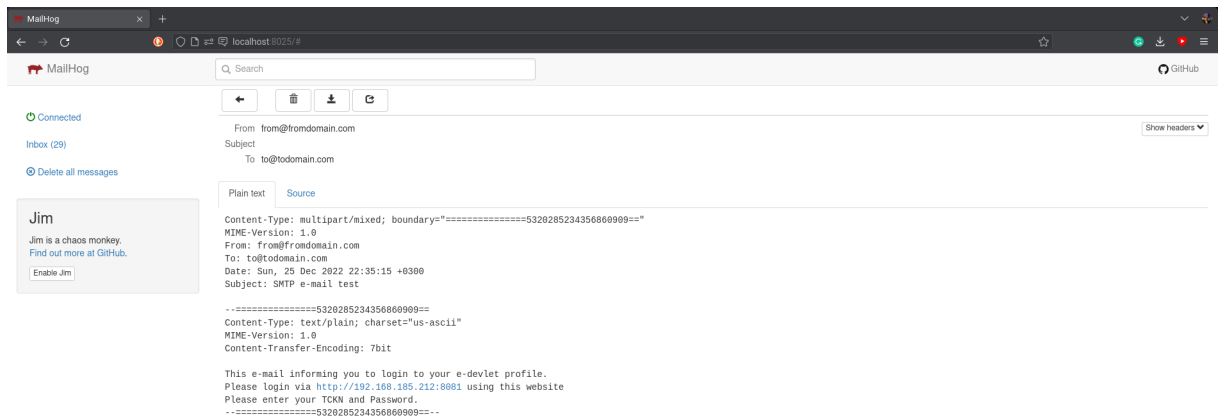 MailHog
localhost:8025/#
MailHog
Search
GitHub
Connected
Inbox (29)
Delete all messages
Jim
Jim is a chaos monkey.
Find out more at GitHub.
Enable Jim
From from@fromdomain.com
Show headers
Subject
To to@todomain.com
Plain text Source
Content-Type: multipart/mixed; boundary="===============5320285234356860909=="
MIME-Version: 1.0
From: from@fromdomain.com
To: to@todomain.com
Date: Sun, 25 Dec 2022 22:35:15 +0300
Subject: SMTP e-mail test
--===============5320285234356860909==
Content-Type: text/plain; charset="us-ascii"
MIME-Version: 1.0
Content-Transfer-Encoding: 7bit
This e-mail informing you to login to your e-devlet profile.
Please login via http://192.168.185.212:8081 using this website
Please enter your TCKN and Password.
--===============5320285234356860909==--